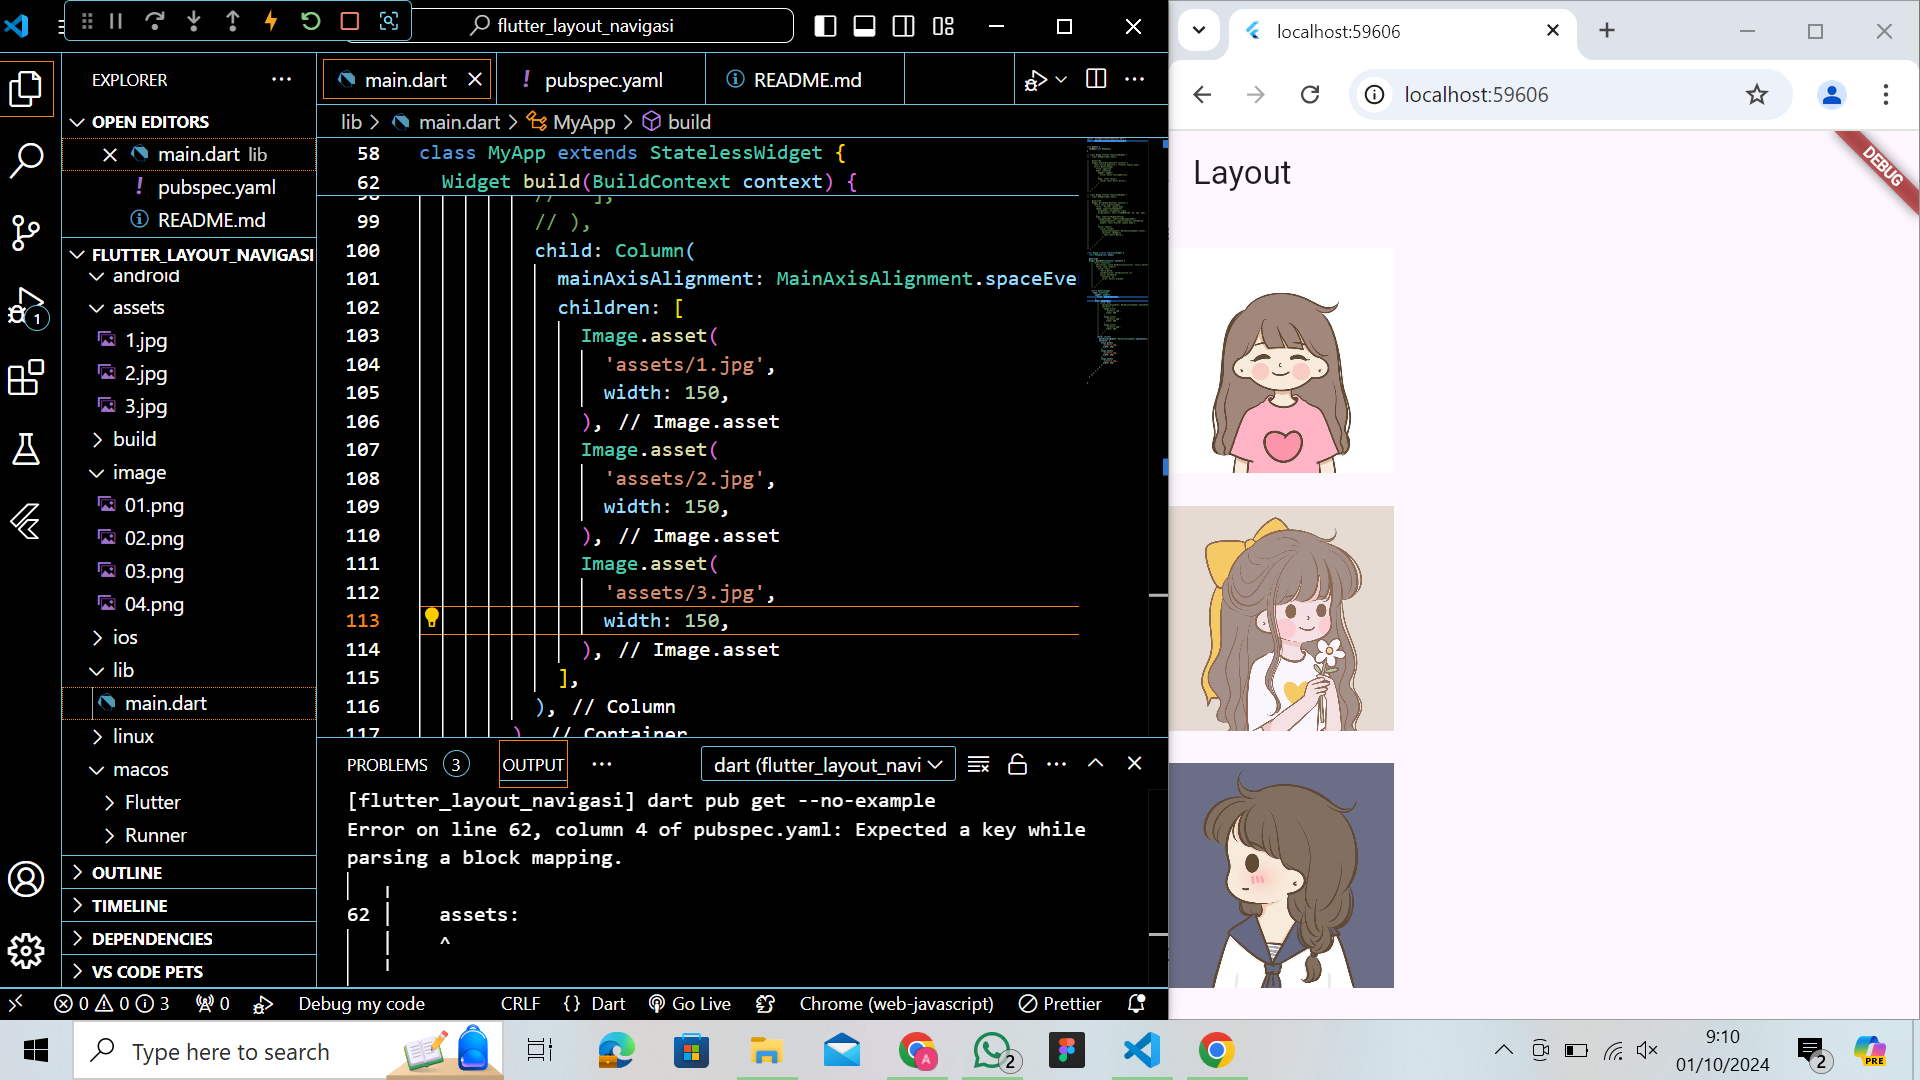 flutter_layout_navigasi
EXPLORER
OPEN EDITORS
main.dart lib
pubspec.yaml
README.md
FLUTTER_LAYOUT_NAVIGASI
android
assets
1.jpg
2.jpg
3.jpg
build
image
01.png
02.png
03.png
04.png
ios
lib
main.dart
linux
macos
Flutter
Runner
OUTLINE
TIMELINE
DEPENDENCIES
VS CODE PETS
1
main.dart
pubspec.yaml
README.md
lib > main.dart > MyApp > build
58 class MyApp extends StatelessWidget {
62 Widget build(BuildContext context) {
98 // ],
99 // ),
100 child: Column(
101 mainAxisAlignment: MainAxisAlignment.spaceEve
102 children: [
103 Image.asset(
104 'assets/1.jpg',
105 width: 150,
106 ), // Image.asset
107 Image.asset(
108 'assets/2.jpg',
109 width: 150,
110 ), // Image.asset
111 Image.asset(
112 'assets/3.jpg',
113 width: 150,
114 ), // Image.asset
115 ],
116 ), // Column
117 ), // Container
PROBLEMS 3 OUTPUT ··· dart (flutter_layout_navi
[flutter_layout_navigasi] dart pub get --no-example
Error on line 62, column 4 of pubspec.yaml: Expected a key while
parsing a block mapping.
62 | assets:
| ^
0 0 3 0 Debug my code CRLF {} Dart Go Live Chrome (web-javascript) Prettier
localhost:59606
localhost:59606
Layout
DEBUG
Type here to search
A
2
9:10
01/10/2024
2
PRE